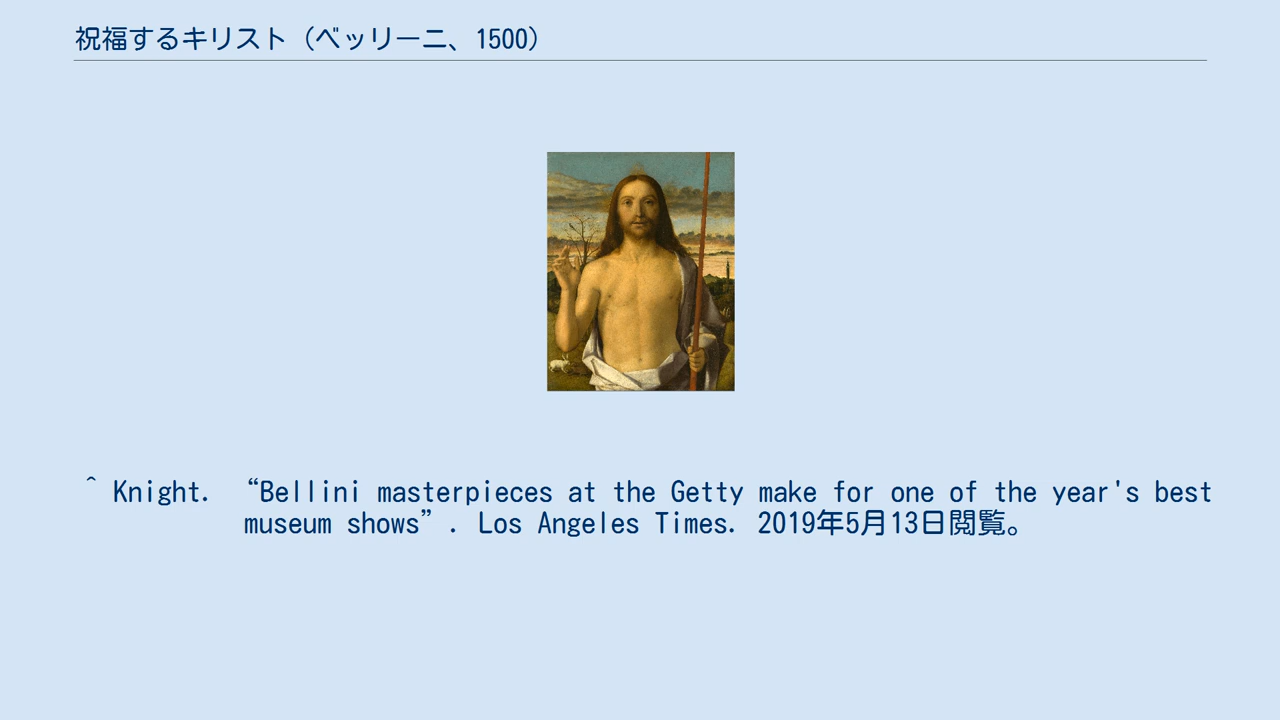 祝福するキリスト（ベッリーニ、1500）
^ Knight. “Bellini masterpieces at the Getty make for one of the year's best
museum shows”. Los Angeles Times. 2019年5月13日閲覧。